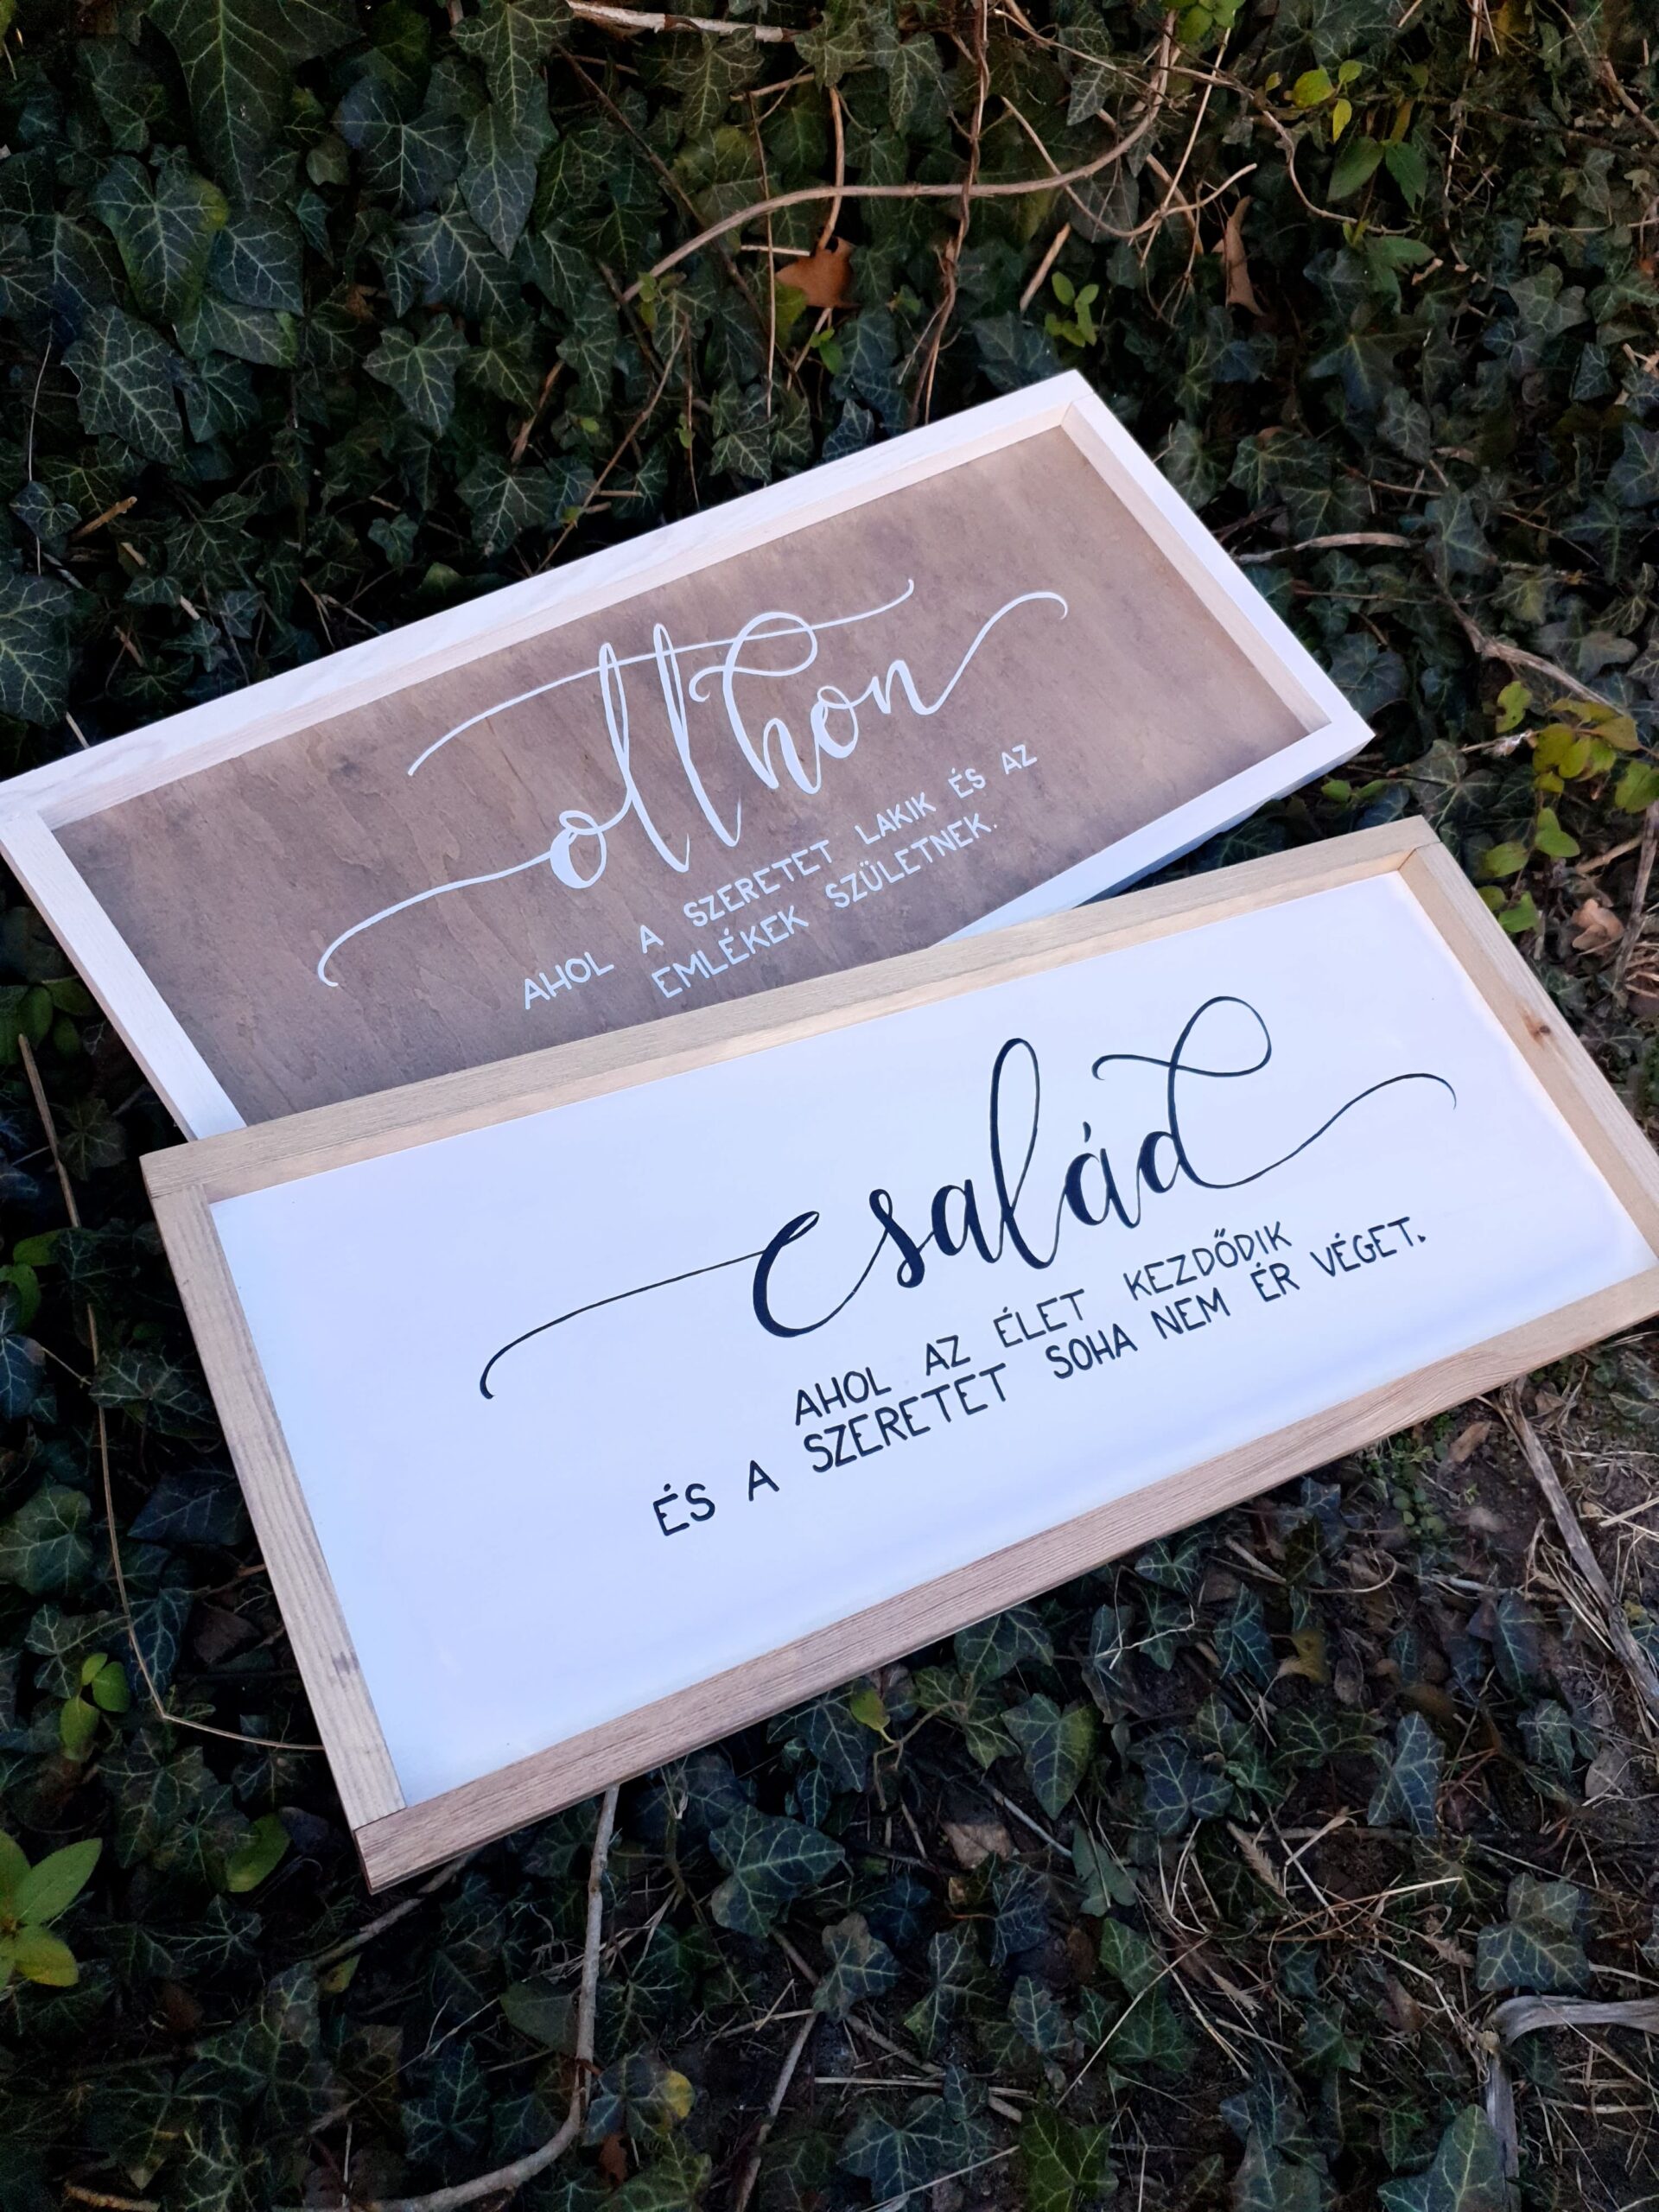 otthon
AHOL A SZERETET LAKIK ÉS AZ
EMLÉKEK SZÜLETNEK.
család
AHOL AZ ÉLET KEZDŐDIK
ÉS A SZERETET SOHA NEM ÉR VÉGET.